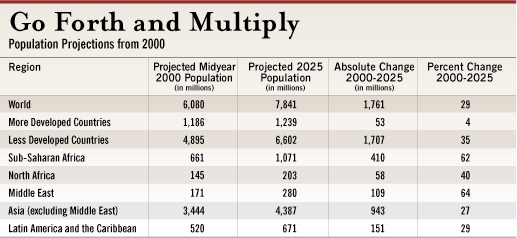 Go Forth and Multiply
Population Projections from 2000
Region Projected Midyear Projected 2025 Absolute Change Percent Change
2000 Population Population 2000-2025 2000-2025
(in millions) (in millions) (in millions)
World 6,080 7,841 1,761 29
More Developed Countries 1,186 1,239 53 4
Less Developed Countries 4,895 6,602 1,707 35
Sub-Saharan Africa 661 1,071 410 62
North Africa 145 203 58 40
Middle East 171 280 109 64
Asia (excluding Middle East) 3,444 4,387 943 27
Latin America and the Caribbean 520 671 151 29